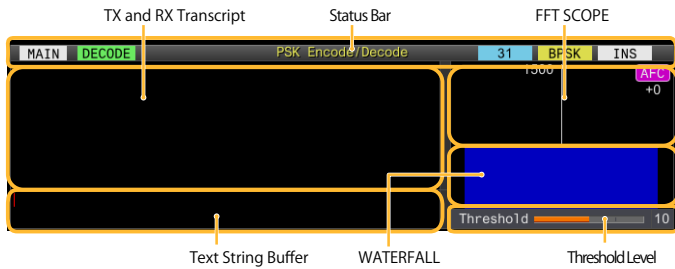 TX and RX Transcript Status Bar FFT SCOPE
MAIN DECODE PSK Encode/Decode 31 BPSK INS
1500 AFC
+0
Threshold 10
Text String Buffer WATERFALL Threshold Level